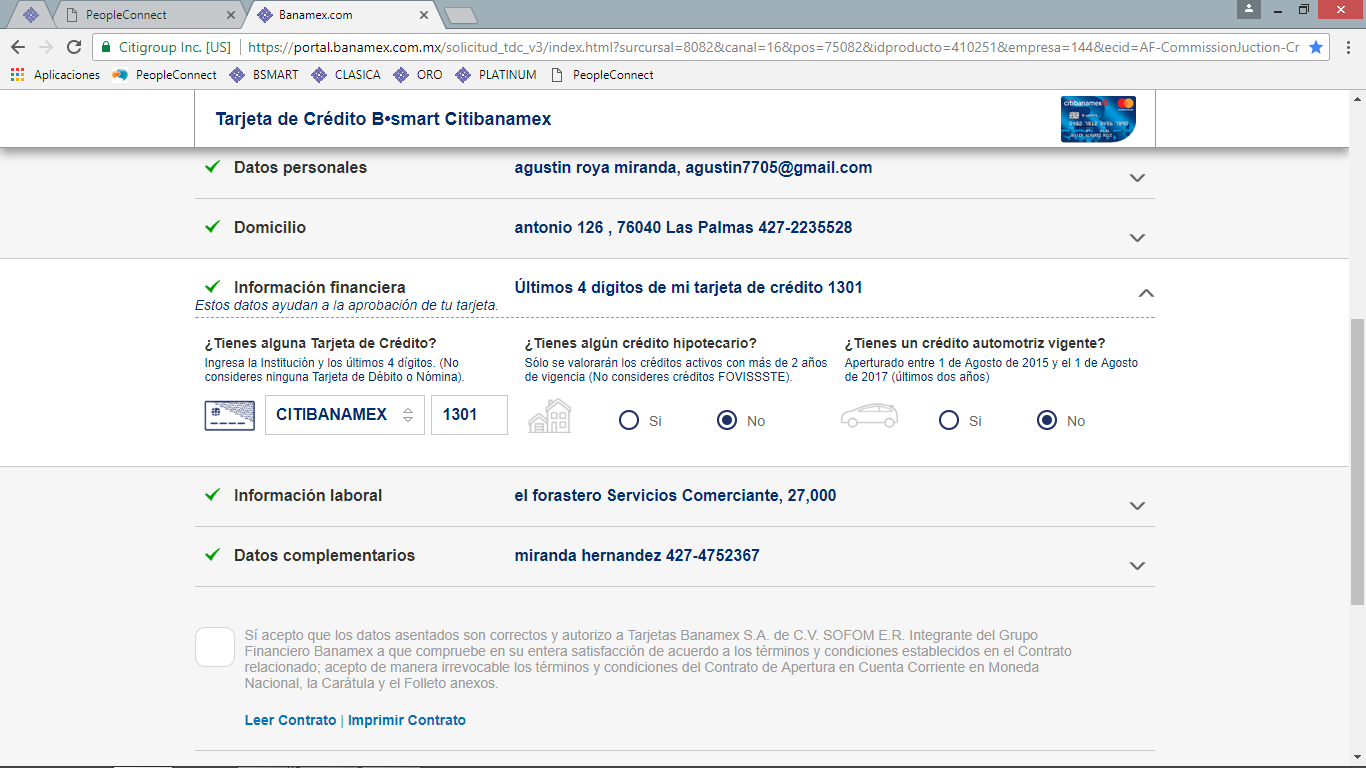 PeopleConnect
Banamex.com
Citigroup Inc. [US] https://portal.banamex.com.mx/solicitud_tdc_v3/index.html?surcursal=8082&canal=16&pos=75082&idproducto=410251&empresa=144&ecid=AF-CommissionJuction-Cr
Aplicaciones PeopleConnect BSMART CLASICA ORO PLATINUM PeopleConnect
Tarjeta de Crédito B•smart Citibanamex
citibanamex
Datos personales agustin roya miranda, agustin7705@gmail.com
Domicilio antonio 126 , 76040 Las Palmas 427-2235528
Información financiera Últimos 4 dígitos de mi tarjeta de crédito 1301
Estos datos ayudan a la aprobación de tu tarjeta.
¿Tienes alguna Tarjeta de Crédito? ¿Tienes algún crédito hipotecario? ¿Tienes un crédito automotriz vigente?
Ingresa la Institución y los últimos 4 dígitos. (No Sólo se valorarán los créditos activos con más de 2 años Aperturado entre 1 de Agosto de 2015 y el 1 de Agosto
consideres ninguna Tarjeta de Débito o Nómina). de vigencia (No consideres créditos FOVISSSTE). de 2017 (últimos dos años)
CITIBANAMEX 1301 Si No Si No
Información laboral el forastero Servicios Comerciante, 27,000
Datos complementarios miranda hernandez 427-4752367
Sí acepto que los datos asentados son correctos y autorizo a Tarjetas Banamex S.A. de C.V. SOFOM E.R. Integrante del Grupo
Financiero Banamex a que compruebe en su entera satisfacción de acuerdo a los términos y condiciones establecidos en el Contrato
relacionado; acepto de manera irrevocable los términos y condiciones del Contrato de Apertura en Cuenta Corriente en Moneda
Nacional, la Carátula y el Folleto anexos.
Leer Contrato | Imprimir Contrato